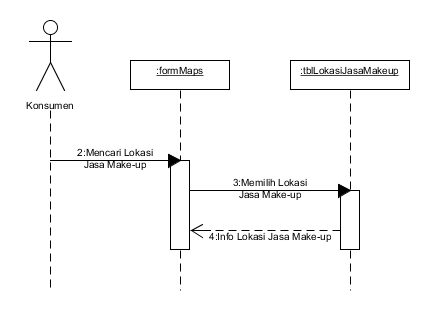 :formMaps
:tblLokasiJasaMakeup
Konsumen
2:Mencari Lokasi
Jasa Make-up
3:Memilih Lokasi
Jasa Make-up
4:Info Lokasi Jasa Make-up